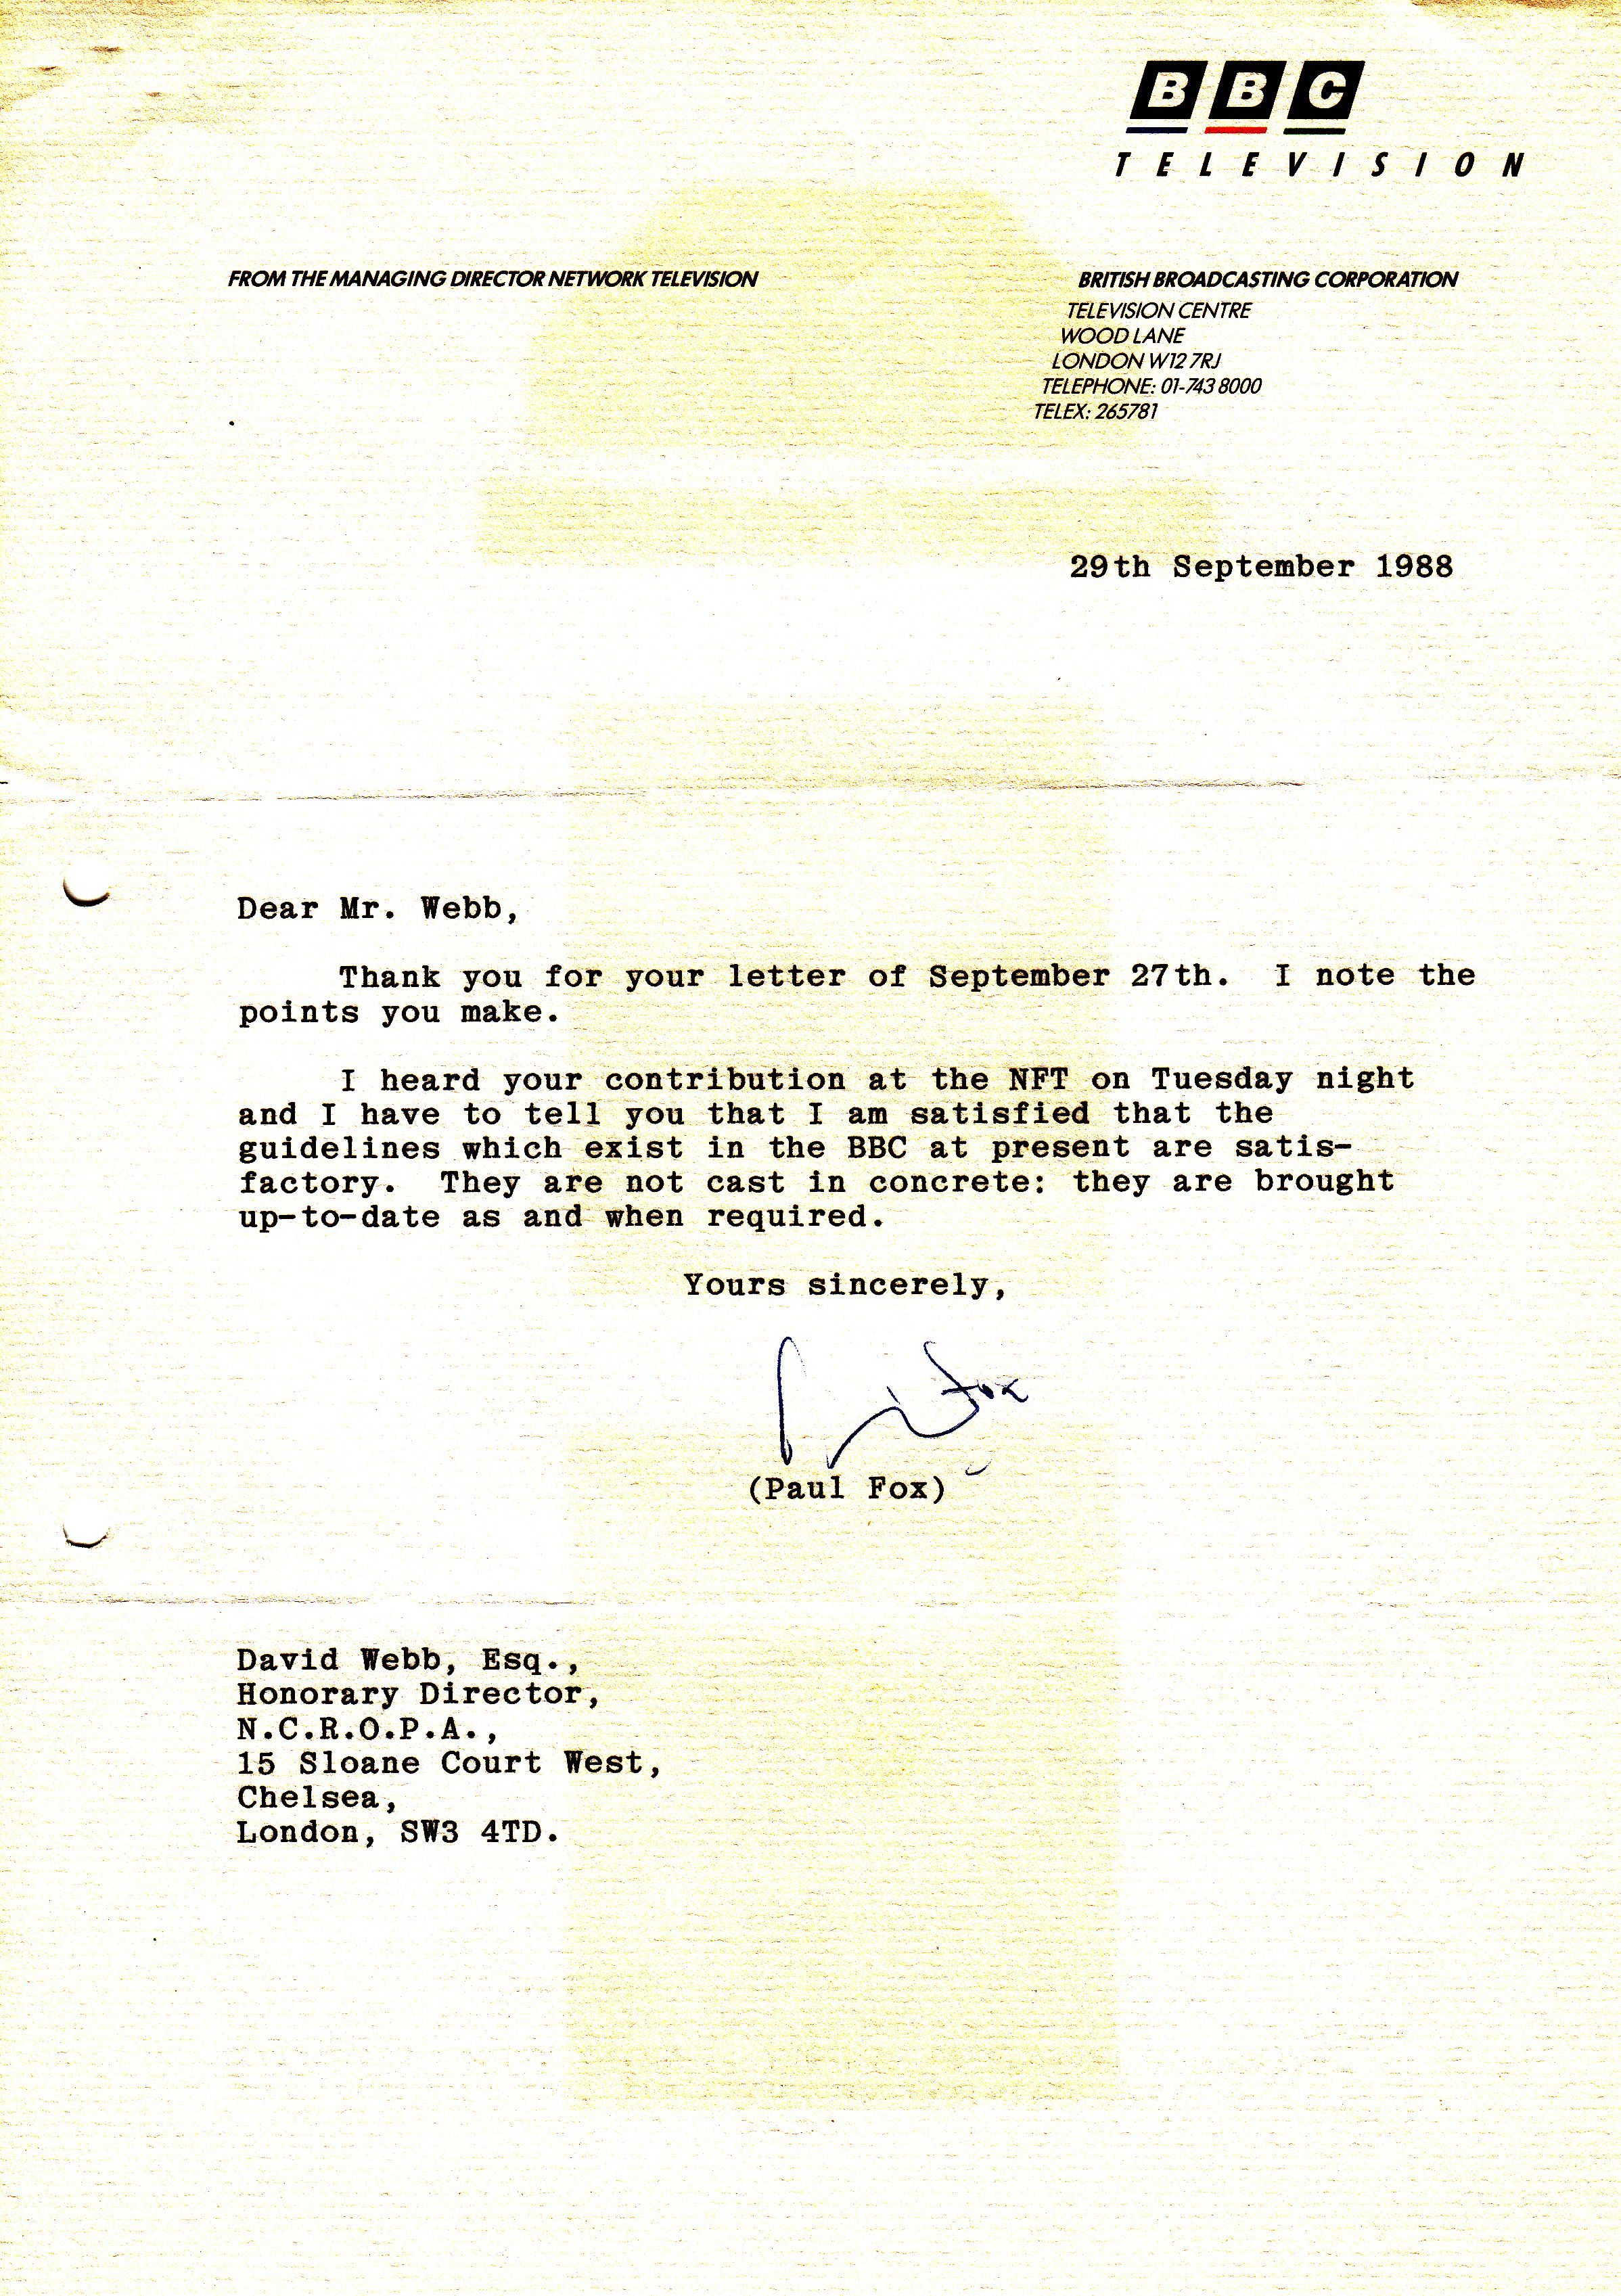 BBC
TELEVISION
FROM THE MANAGING DIRECTOR NETWORK TELEVISION
BRITISH BROADCASTING CORPORATION
TELEVISION CENTRE
WOOD LANE
LONDON W12 7RJ
TELEPHONE: 01-743 8000
TELEX: 265781
29th September 1988
Dear Mr. Webb,
Thank you for your letter of September 27th. I note the
points you make.
I heard your contribution at the NFT on Tuesday night
and I have to tell you that I am satisfied that the
guidelines which exist in the BBC at present are satis-
factory. They are not cast in concrete: they are brought
up-to-date as and when required.
Yours sincerely,
Paul Fox
(Paul Fox)
David Webb, Esq.,
Honorary Director,
N.C.R.O.P.A.,
15 Sloane Court West,
Chelsea,
London, SW3 4TD.